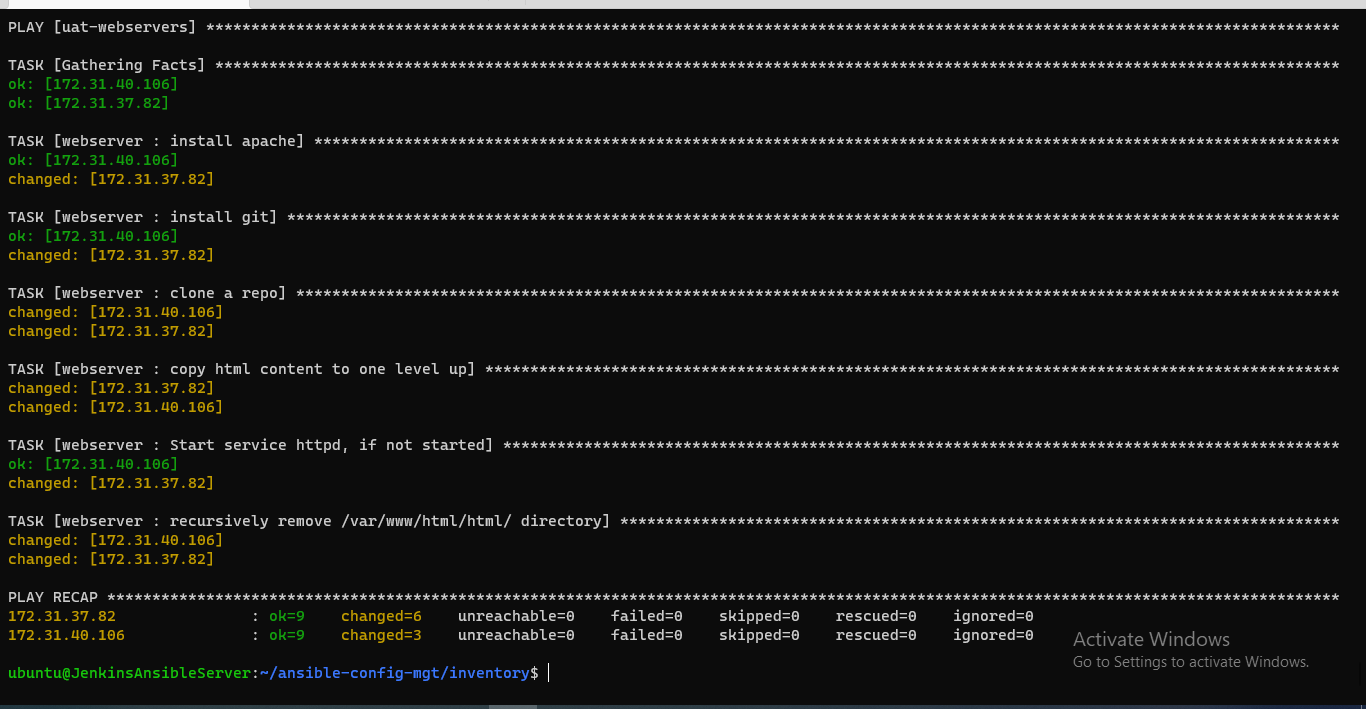 PLAY [uat-webservers] ******************************************************************************************************************************
TASK [Gathering Facts] *****************************************************************************************************************************
ok: [172.31.40.106]
ok: [172.31.37.82]
TASK [webserver : install apache] ******************************************************************************************************************
ok: [172.31.40.106]
changed: [172.31.37.82]
TASK [webserver : install git] *********************************************************************************************************************
ok: [172.31.40.106]
changed: [172.31.37.82]
TASK [webserver : clone a repo] ********************************************************************************************************************
changed: [172.31.40.106]
changed: [172.31.37.82]
TASK [webserver : copy html content to one level up] ***********************************************************************************************
changed: [172.31.37.82]
changed: [172.31.40.106]
TASK [webserver : Start service httpd, if not started] *********************************************************************************************
ok: [172.31.40.106]
changed: [172.31.37.82]
TASK [webserver : recursively remove /var/www/html/html/ directory] ********************************************************************************
changed: [172.31.40.106]
changed: [172.31.37.82]
PLAY RECAP *****************************************************************************************************************************************
172.31.37.82               : ok=9    changed=6    unreachable=0    failed=0    skipped=0    rescued=0    ignored=0
172.31.40.106              : ok=9    changed=3    unreachable=0    failed=0    skipped=0    rescued=0    ignored=0
Activate Windows
Go to Settings to activate Windows.
ubuntu@JenkinsAnsibleServer:~/ansible-config-mgt/inventory$